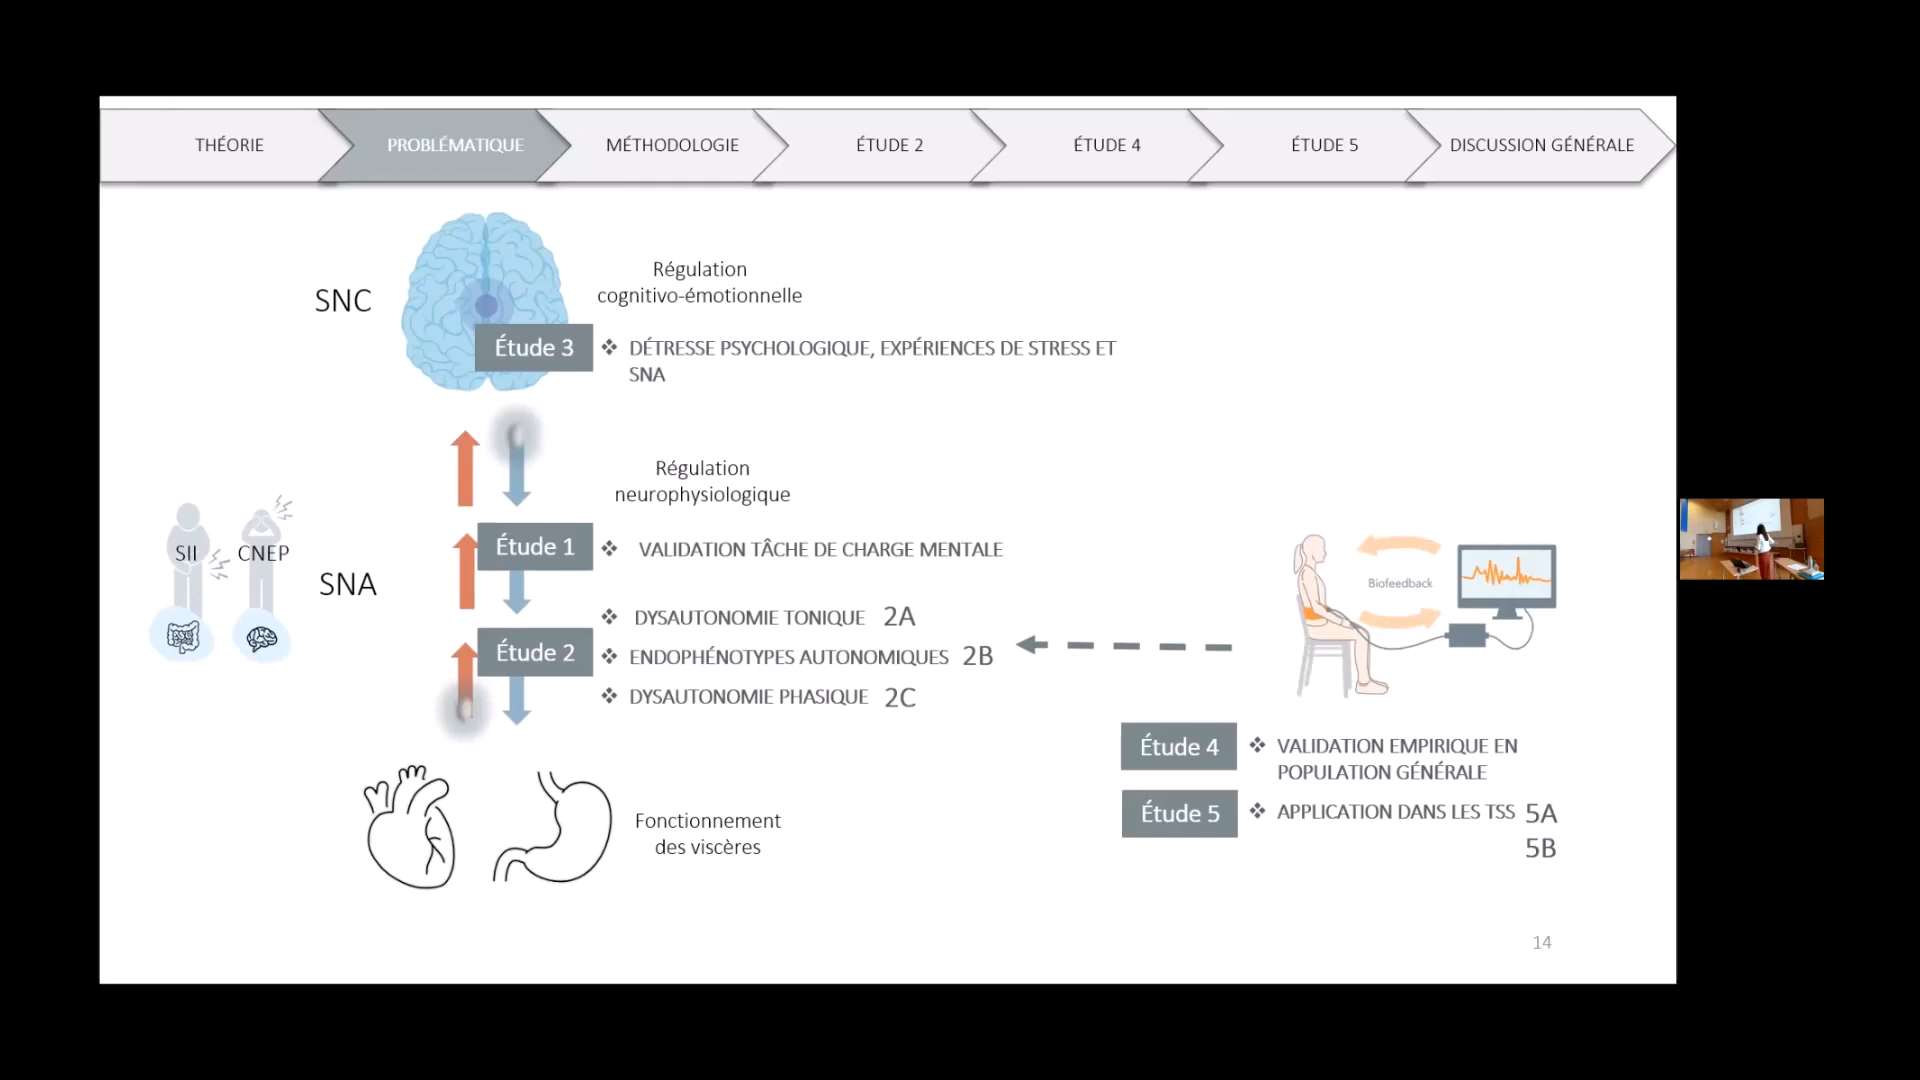 THÉORIE
PROBLÉMATIQUE
MÉTHODOLOGIE
ÉTUDE 2
ÉTUDE 4
ÉTUDE 5
DISCUSSION GÉNÉRALE
SNC
Régulation
cognitivo-émotionnelle
Étude 3
❖ DÉTRESSE PSYCHOLOGIQUE, EXPÉRIENCES DE STRESS ET
SNA
Régulation
neurophysiologique
SII
CNEP
SNA
Étude 1
❖ VALIDATION TÂCHE DE CHARGE MENTALE
Étude 2
❖ DYSAUTONOMIE TONIQUE 2A
❖ ENDOPHÉNOTYPES AUTONOMIQUES 2B
❖ DYSAUTONOMIE PHASIQUE 2C
Biofeedback
Étude 4
❖ VALIDATION EMPIRIQUE EN
POPULATION GÉNÉRALE
Étude 5
❖ APPLICATION DANS LES TSS 5A
5B
Fonctionnement
des viscères
14